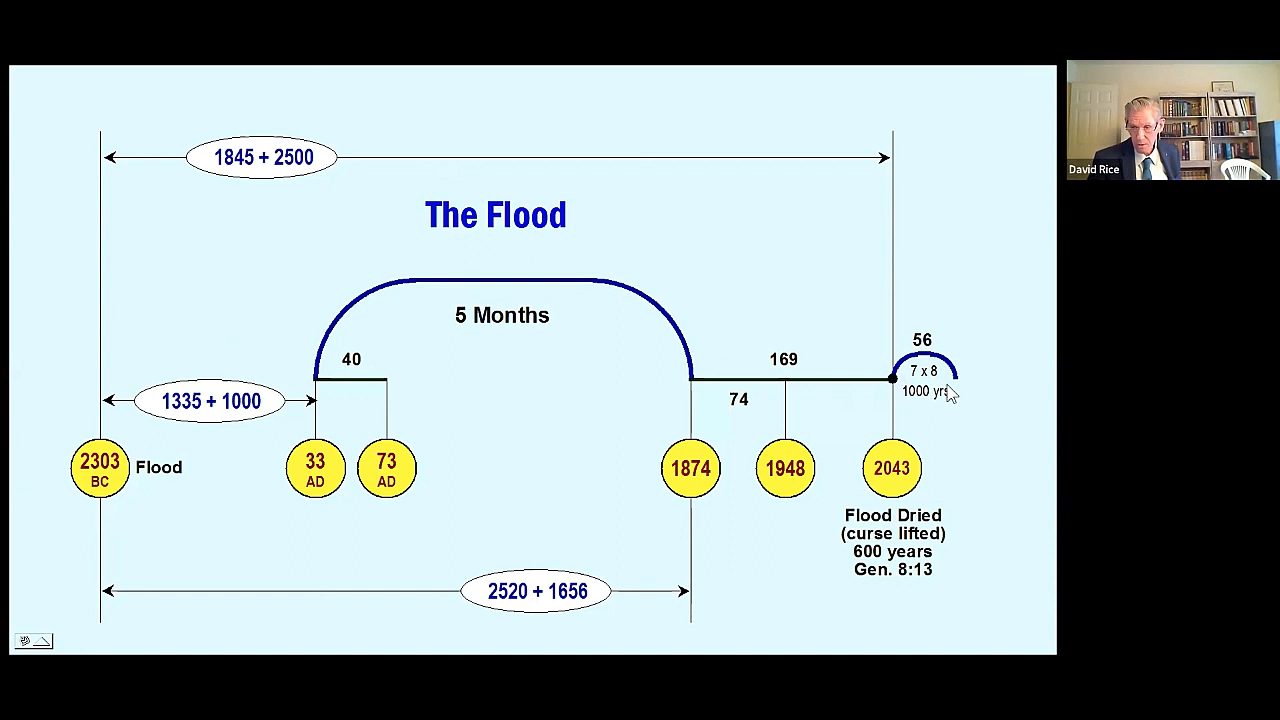 1845 + 2500
The Flood
5 Months
56
40
169
7 x 8
1000 yrs
74
1335 + 1000
2303
BC
Flood
33
AD
73
AD
1874
1948
2043
Flood Dried
(curse lifted)
600 years
Gen. 8:13
2520 + 1656
David Rice